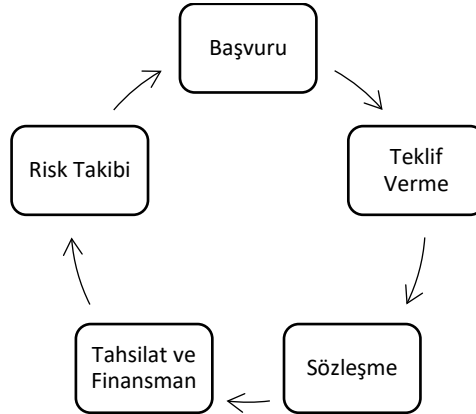 Başvuru
Teklif
Verme
Sözleşme
Tahsilat ve
Finansman
Risk Takibi